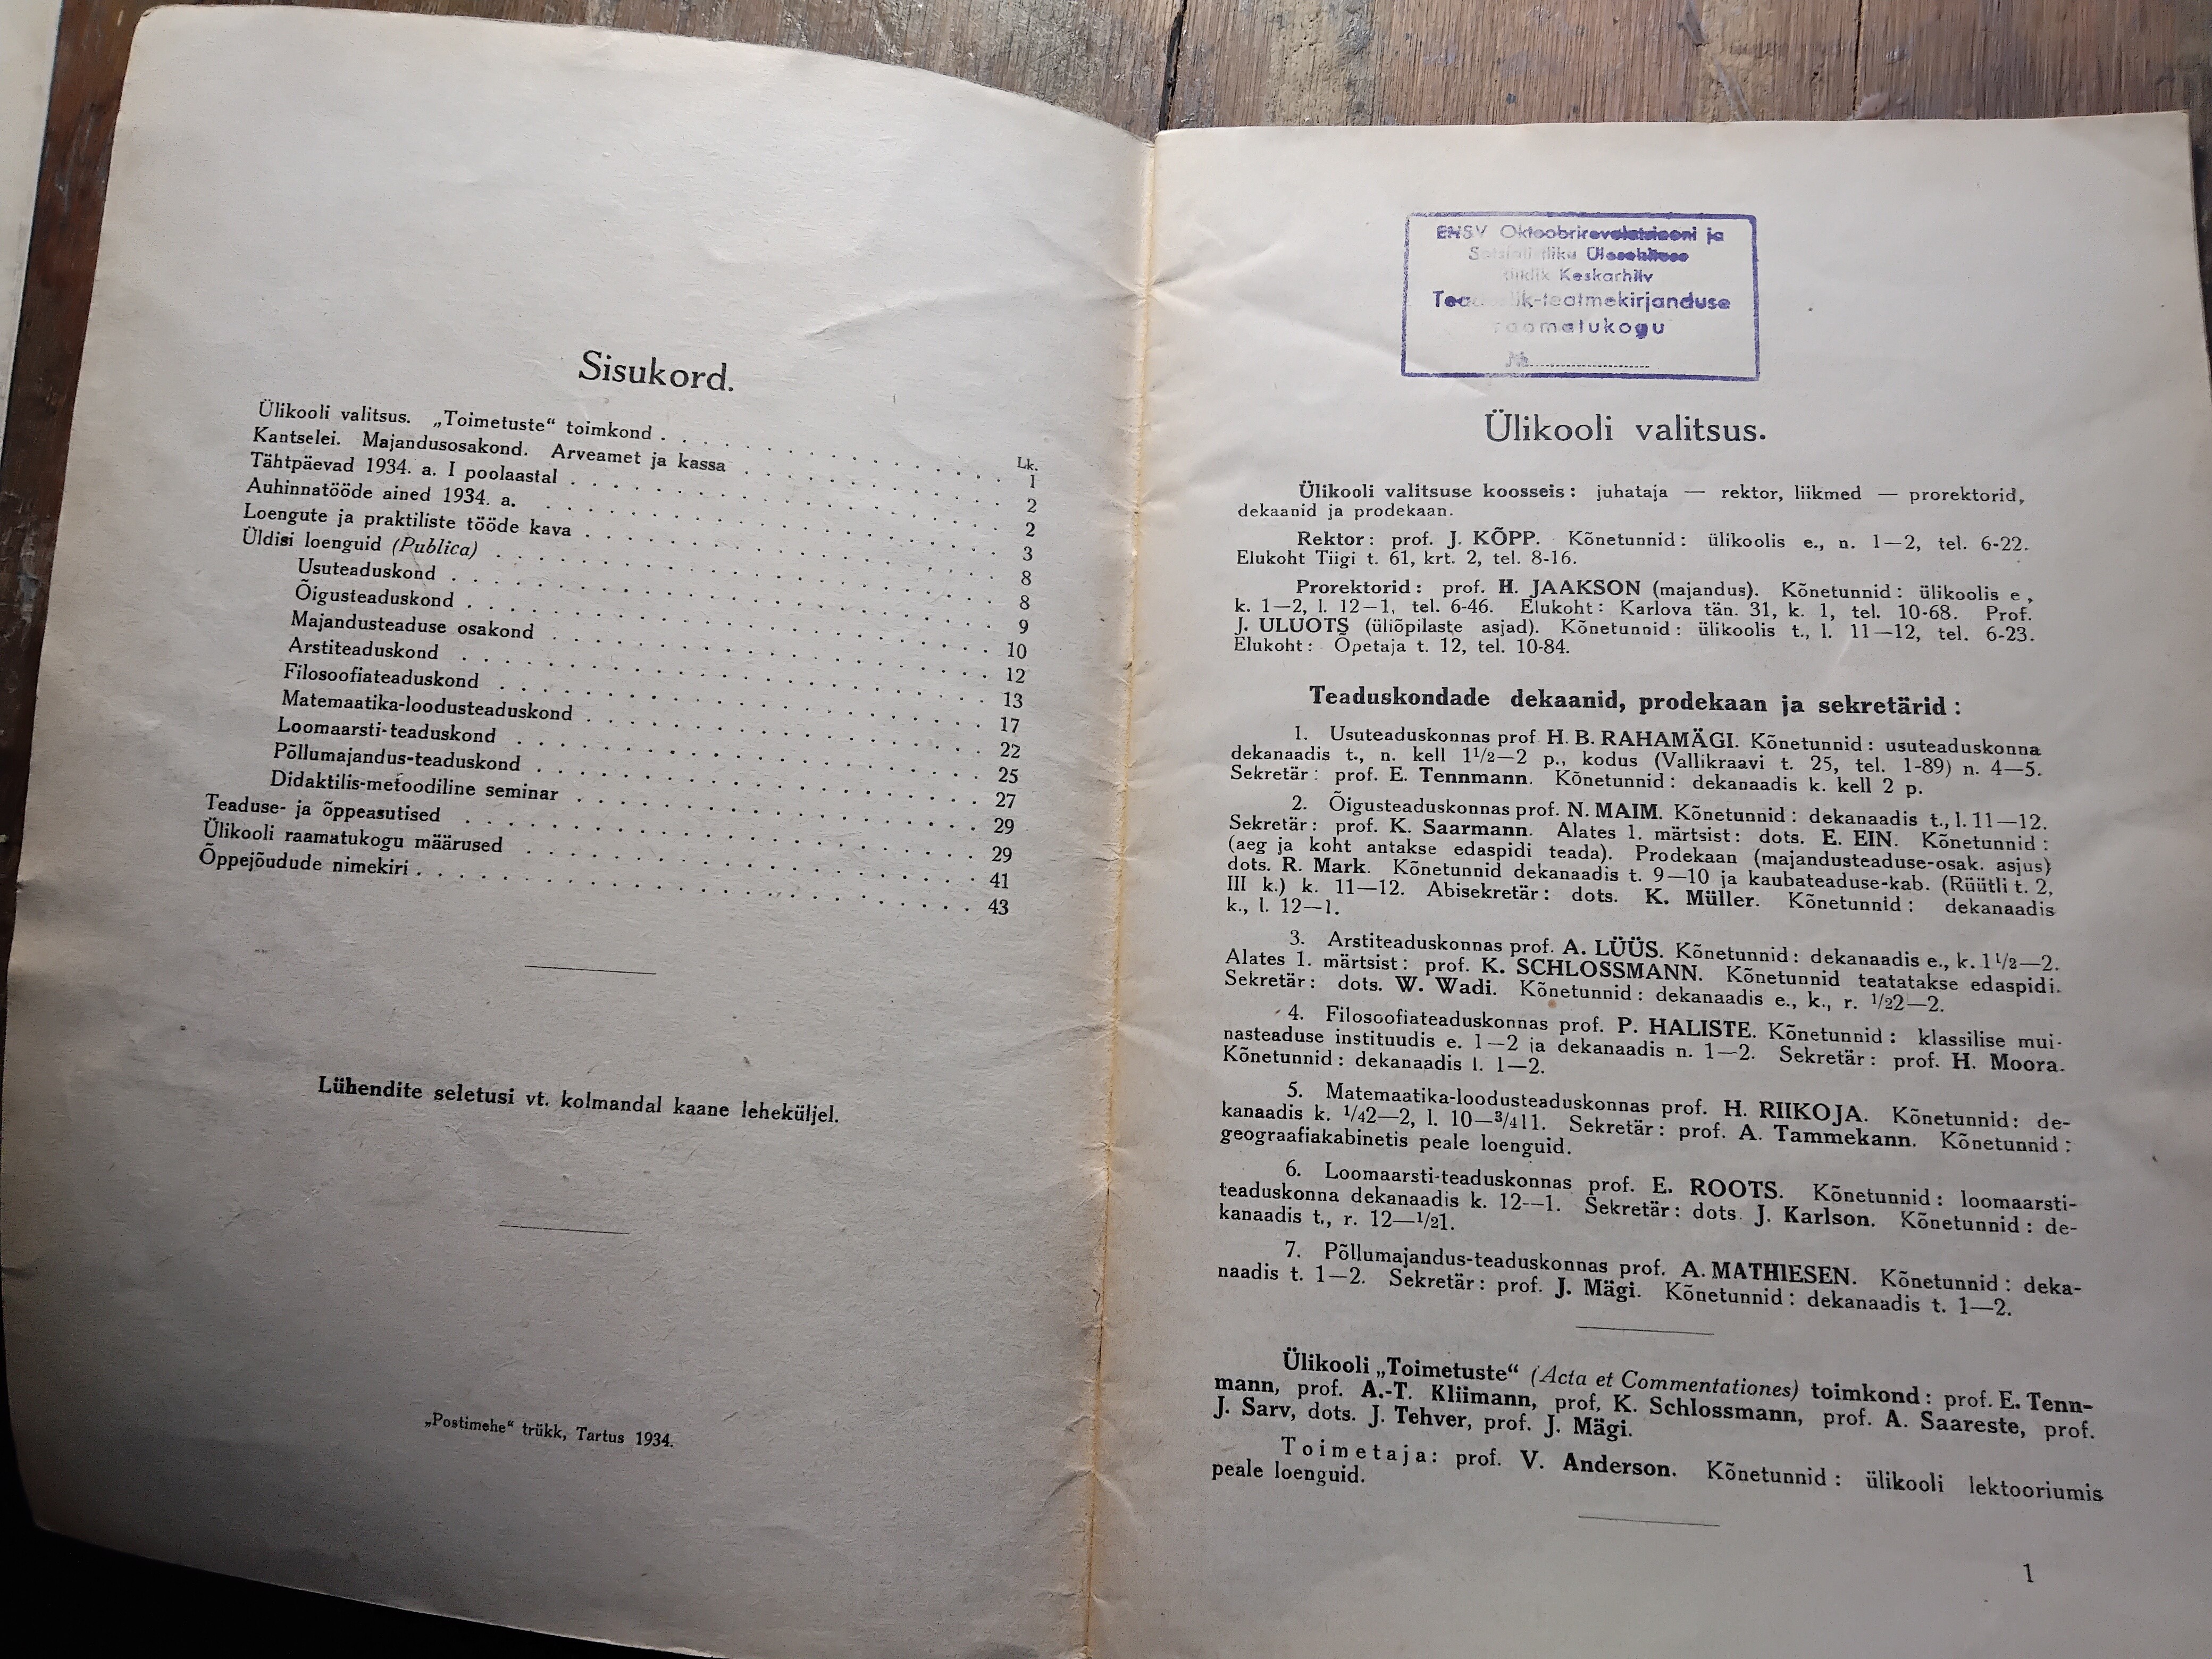 Sisukord.
Lk.
Ülikooli valitsus. „Toimetuste“ toimkond . . . 1
Kantselei. Majandusosakond. Arveamet ja kassa . . . 2
Tähtpäevad 1934. a. I poolaastal . . . 2
Auhinnatööde ained 1934. a. . . . 3
Loengute ja praktiliste tööde kava . . . 8
Üldisi loenguid (Publica) . . . 8
Usuteaduskond . . . 9
Õigusteaduskond . . . 10
Majandusteaduse osakond . . . 12
Arstiteaduskond . . . 13
Filosoofiateaduskond . . . 17
Matemaatika-loodusteaduskond . . . 22
Loomaarsti-teaduskond . . . 25
Põllumajandus-teaduskond . . . 27
Didaktilis-metoodiline seminar . . . 29
Teaduse- ja õppeasutised . . . 29
Ülikooli raamatukogu määrused . . . 41
Õppejõudude nimekiri . . . 43
Lühendite seletusi vt. kolmandal kaane leheküljel.
„Postimehe“ trükk, Tartus 1934.
ENSV Oktoobrirevolutsiooni ja
Sotsialistliku Ülesehituse
Riiklik Keskarhiiv
Teaduslik-teatmekirjanduse
raamatukogu
№
Ülikooli valitsus.
Ülikooli valitsuse koosseis: juhataja — rektor, liikmed — prorektorid,
dekaanid ja prodekaan.
Rektor: prof. J. KÕPP. Kõnetunnid: ülikoolis e., n. 1—2, tel. 6-22.
Elukoht Tiigi t. 61, krt. 2, tel. 8-16.
Prorektorid: prof. H. JAAKSON (majandus). Kõnetunnid: ülikoolis e.,
k. 1—2, l. 12—1, tel. 6-46. Elukoht: Karlova tän. 31, k. 1, tel. 10-68. Prof.
J. ULUOTS (üliõpilaste asjad). Kõnetunnid: ülikoolis t., l. 11—12, tel. 6-23.
Elukoht: Õpetaja t. 12, tel. 10-84.
Teaduskondade dekaanid, prodekaan ja sekretärid:
1. Usuteaduskonnas prof. H. B. RAHAMÄGI. Kõnetunnid: usuteaduskonna
dekanaadis t., n. kell 1½—2 p., kodus (Vallikraavi t. 25, tel. 1-89) n. 4—5.
Sekretär: prof. E. Tennmann. Kõnetunnid: dekanaadis k. kell 2 p.
2. Õigusteaduskonnas prof. N. MAIM. Kõnetunnid: dekanaadis t., l. 11—12.
Sekretär: prof. K. Saarmann. Alates 1. märtsist: dots. E. EIN. Kõnetunnid:
(aeg ja koht antakse edaspidi teada). Prodekaan (majandusteaduse-osak. asjus)
dots. R. Mark. Kõnetunnid dekanaadis t. 9—10 ja kaubateaduse-kab. (Rüütli t. 2,
III k.) k. 11—12. Abisekretär: dots. K. Müller. Kõnetunnid: dekanaadis
k., l. 12—1.
3. Arstiteaduskonnas prof. A. LÜÜS. Kõnetunnid: dekanaadis e., k. 1½—2.
Alates 1. märtsist: prof. K. SCHLOSSMANN. Kõnetunnid teatatakse edaspidi.
Sekretär: dots. W. Wadi. Kõnetunnid: dekanaadis e., k., r. ½2—2.
4. Filosoofiateaduskonnas prof. P. HALISTE. Kõnetunnid: klassilise mui-
nasteaduse instituudis e. 1—2 ja dekanaadis n. 1—2. Sekretär: prof. H. Moora.
Kõnetunnid: dekanaadis l. 1—2.
5. Matemaatika-loodusteaduskonnas prof. H. RIIKOJA. Kõnetunnid: de-
kanaadis k. ¼2—2, l. 10—¾11. Sekretär: prof. A. Tammekann. Kõnetunnid:
geograafiakabinetis peale loenguid.
6. Loomaarsti-teaduskonnas prof. E. ROOTS. Kõnetunnid: loomaarsti-
teaduskonna dekanaadis k. 12—1. Sekretär: dots. J. Karlson. Kõnetunnid: de-
kanaadis t., r. 12—½1.
7. Põllumajandus-teaduskonnas prof. A. MATHIESEN. Kõnetunnid: deka-
naadis t. 1—2. Sekretär: prof. J. Mägi. Kõnetunnid: dekanaadis t. 1—2.
Ülikooli „Toimetuste“ (Acta et Commentationes) toimkond: prof. E. Tenn-
mann, prof. A.-T. Kliimann, prof, K. Schlossmann, prof. A. Saareste, prof.
J. Sarv, dots. J. Tehver, prof. J. Mägi.
Toimetaja: prof. V. Anderson. Kõnetunnid: ülikooli lektooriumis
peale loenguid.
1